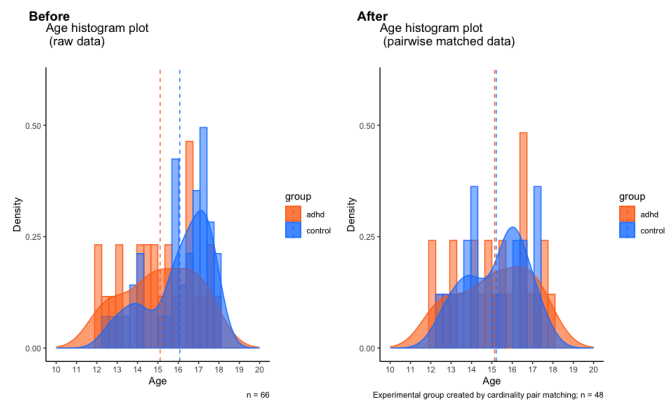 Before
Age histogram plot
(raw data)
0.50
0.25
0.00
Density
10 11 12 13 14 15 16 17 18 19 20
Age
n = 66
group
adhd
control
After
Age histogram plot
(pairwise matched data)
0.50
0.25
0.00
Density
10 11 12 13 14 15 16 17 18 19 20
Age
Experimental group created by cardinality pair matching; n = 48
group
adhd
control